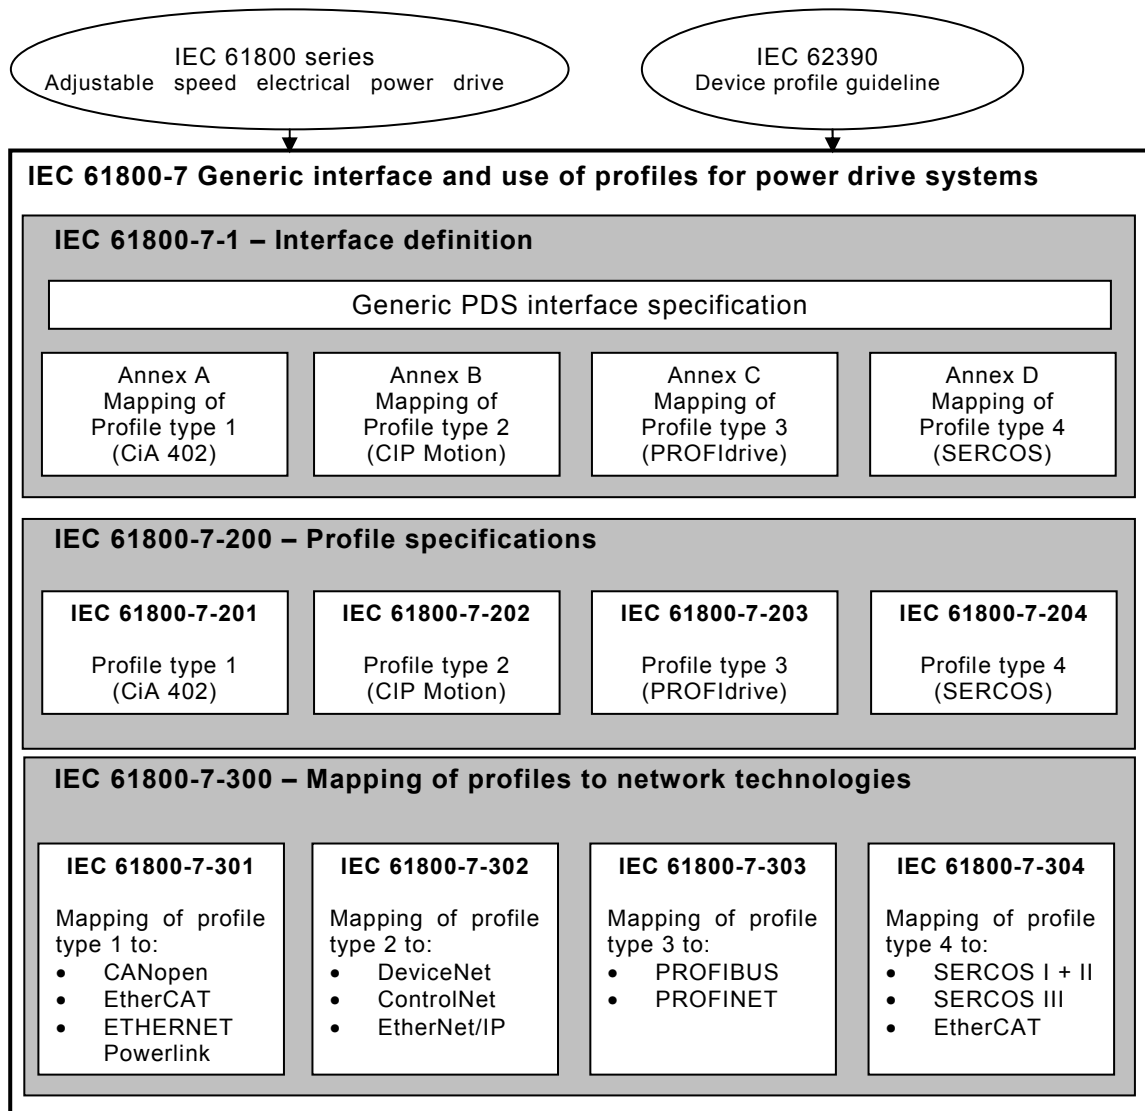 IEC 61800 series
Adjustable speed electrical power drive
IEC 62390
Device profile guideline
IEC 61800-7 Generic interface and use of profiles for power drive systems
IEC 61800-7-1 – Interface definition
Generic PDS interface specification
Annex A
Mapping of
Profile type 1
(CiA 402)
Annex B
Mapping of
Profile type 2
(CIP Motion)
Annex C
Mapping of
Profile type 3
(PROFIdrive)
Annex D
Mapping of
Profile type 4
(SERCOS)
IEC 61800-7-200 – Profile specifications
IEC 61800-7-201
Profile type 1
(CiA 402)
IEC 61800-7-202
Profile type 2
(CIP Motion)
IEC 61800-7-203
Profile type 3
(PROFIdrive)
IEC 61800-7-204
Profile type 4
(SERCOS)
IEC 61800-7-300 – Mapping of profiles to network technologies
IEC 61800-7-301
Mapping of profile
type 1 to:
• CANopen
• EtherCAT
• ETHERNET
Powerlink
IEC 61800-7-302
Mapping of profile
type 2 to:
• DeviceNet
• ControlNet
• EtherNet/IP
IEC 61800-7-303
Mapping of profile
type 3 to:
• PROFIBUS
• PROFINET
IEC 61800-7-304
Mapping of profile
type 4 to:
• SERCOS I + II
• SERCOS III
• EtherCAT